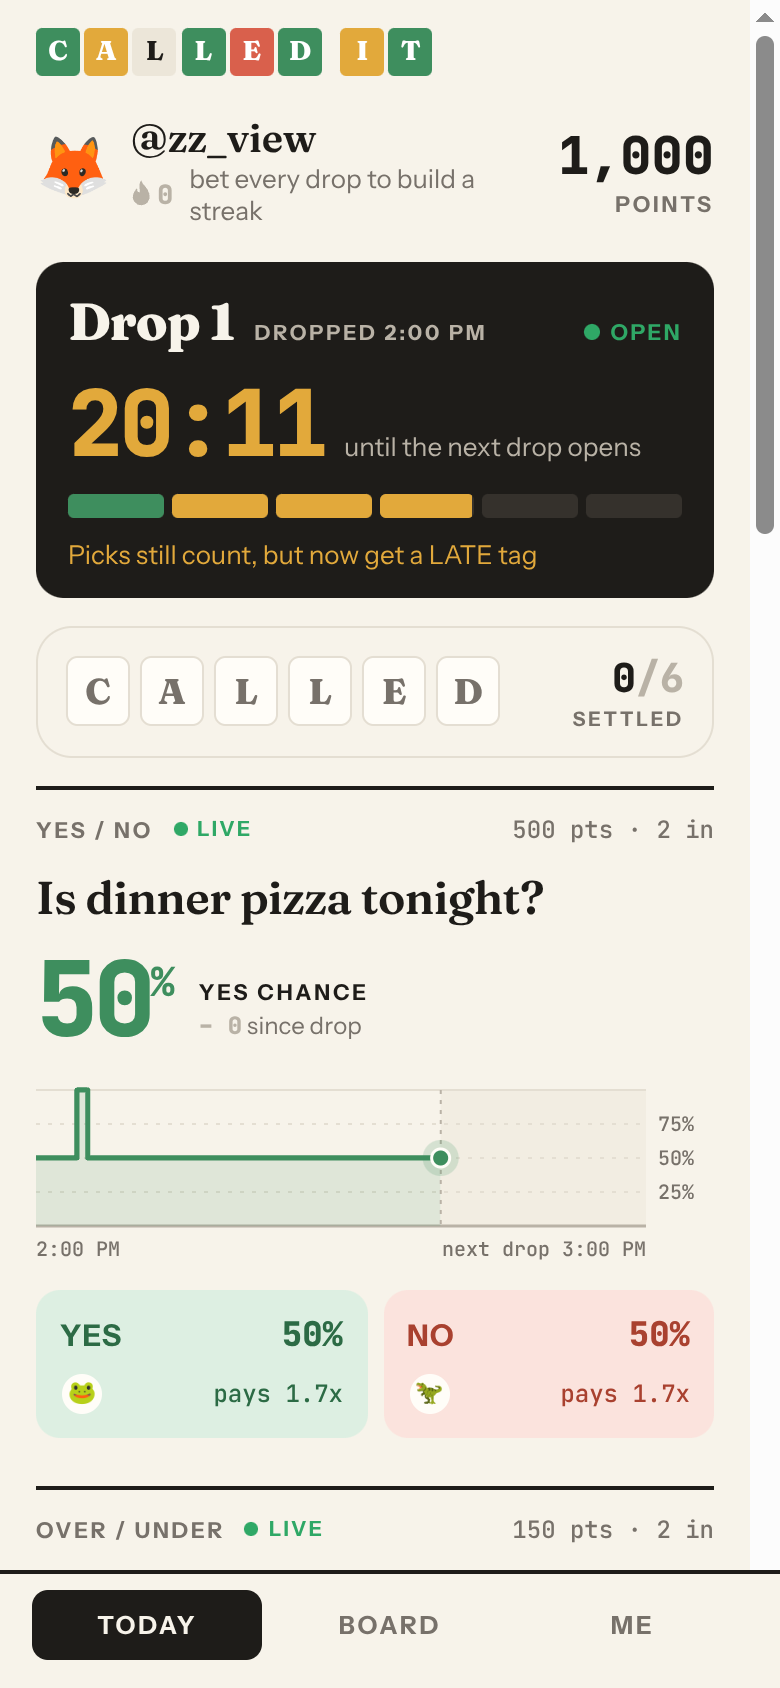 CALLED IT
@zz_view
0 bet every drop to build a
streak
1,000
POINTS
Drop 1 DROPPED 2:00 PM OPEN
20:11 until the next drop opens
Picks still count, but now get a LATE tag
CALLED
0/6
SETTLED
YES / NO LIVE 500 pts · 2 in
Is dinner pizza tonight?
50% YES CHANCE
– 0 since drop
75%
50%
25%
2:00 PM next drop 3:00 PM
YES 50%
pays 1.7x
NO 50%
pays 1.7x
OVER / UNDER LIVE 150 pts · 2 in
TODAY BOARD ME